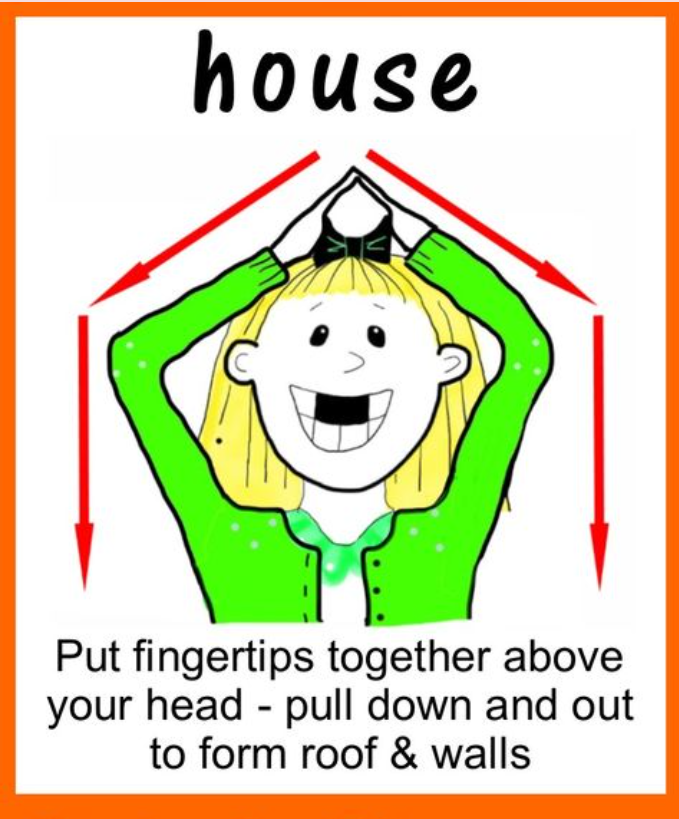 house
Put fingertips together above
your head - pull down and out
to form roof & walls